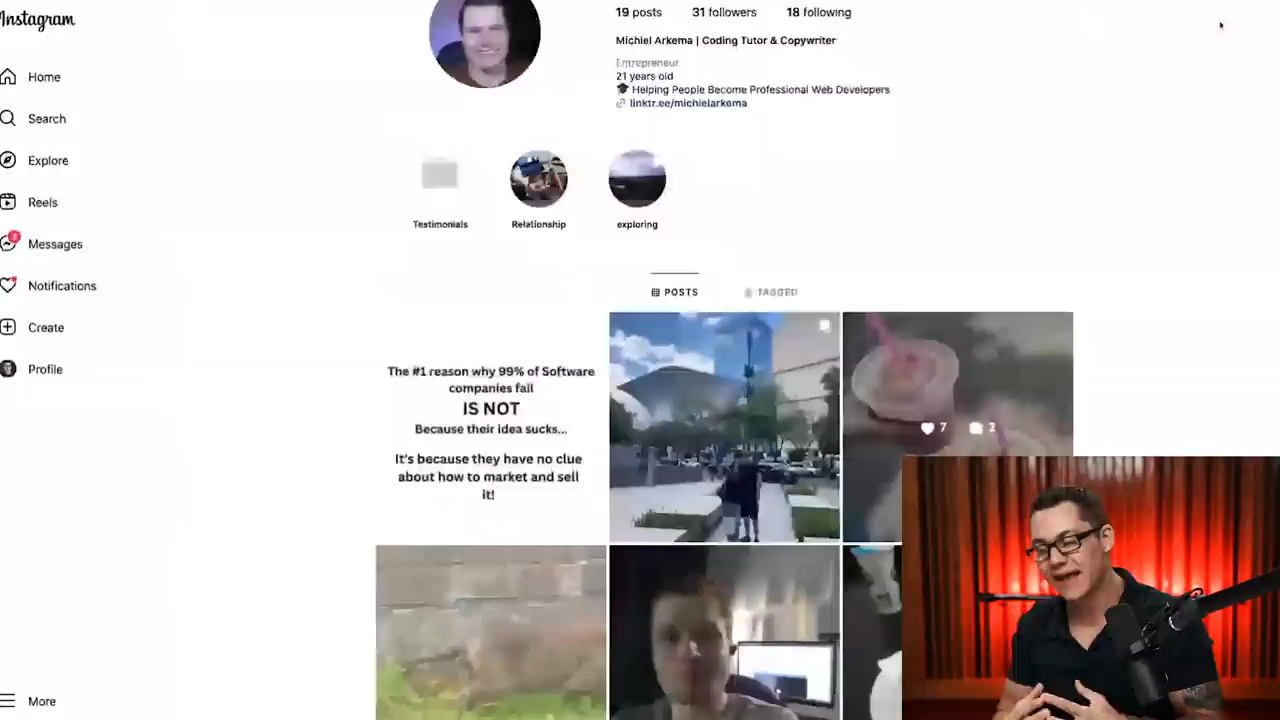 Instagram
Home
Search
Explore
Reels
Messages
Notifications
Create
Profile
More
19 posts 31 followers 18 following
Michiel Arkema | Coding Tutor & Copywriter
Entrepreneur
21 years old
🎓 Helping People Become Professional Web Developers
linktr.ee/michielarkema
Testimonials Relationship exploring
POSTS TAGGED
The #1 reason why 99% of Software
companies fail
IS NOT
Because their idea sucks...
It's because they have no clue
about how to market and sell
it!
7 2